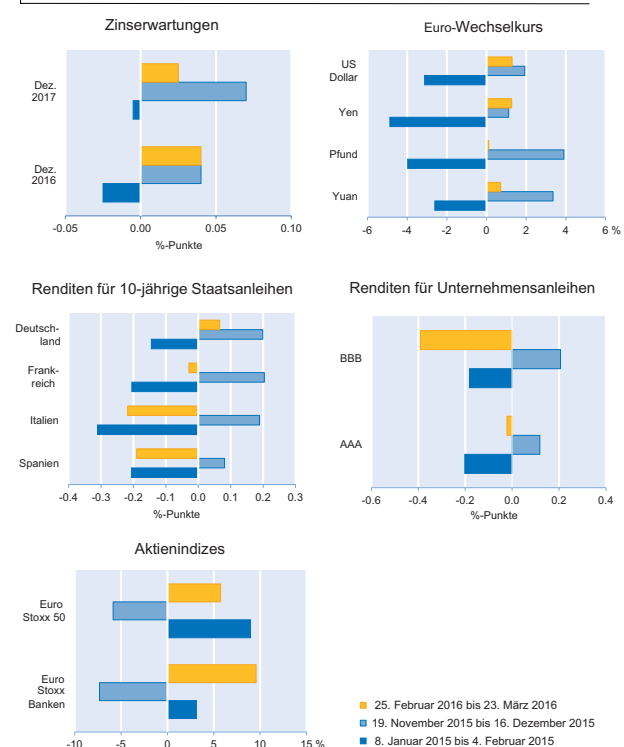 Zinserwartungen
Dez.
2017
Dez.
2016
-0.05 0.00 0.05 0.10
%-Punkte
Euro-Wechselkurs
US
Dollar
Yen
Pfund
Yuan
-6 -4 -2 0 2 4 6 %
Renditen für 10-jährige Staatsanleihen
Deutsch-
land
Frank-
reich
Italien
Spanien
-0.4 -0.3 -0.2 -0.1 0.0 0.1 0.2 0.3
%-Punkte
Renditen für Unternehmensanleihen
BBB
AAA
-0.6 -0.4 -0.2 0.0 0.2 0.4
%-Punkte
Aktienindizes
Euro
Stoxx 50
Euro
Stoxx
Banken
-10 -5 0 5 10 15 %
25. Februar 2016 bis 23. März 2016
19. November 2015 bis 16. Dezember 2015
8. Januar 2015 bis 4. Februar 2015